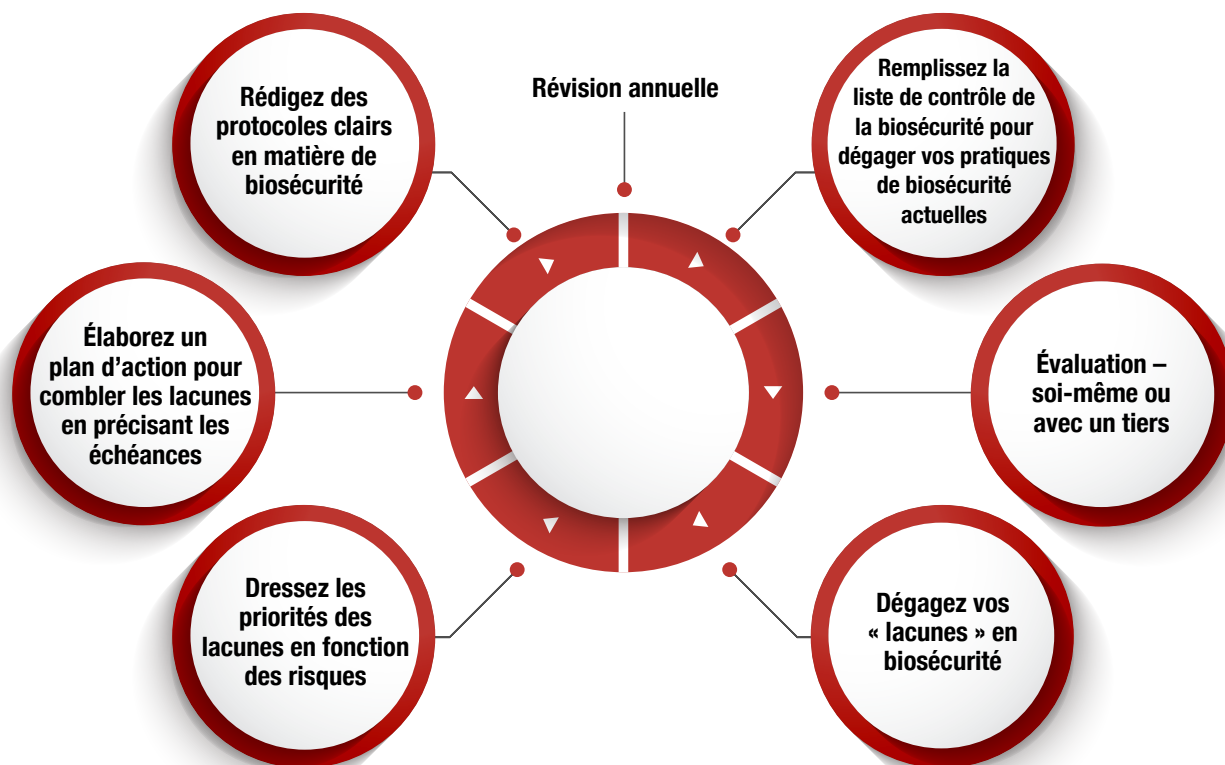 Révision annuelle
Remplissez la
liste de contrôle de
la biosécurité pour
dégager vos pratiques
de biosécurité
actuelles
Évaluation –
soi-même ou
avec un tiers
Dégagez vos
« lacunes » en
biosécurité
Dressez les
priorités des
lacunes en fonction
des risques
Élaborez un
plan d’action pour
combler les lacunes
en précisant les
échéances
Rédigez des
protocoles clairs
en matière de
biosécurité